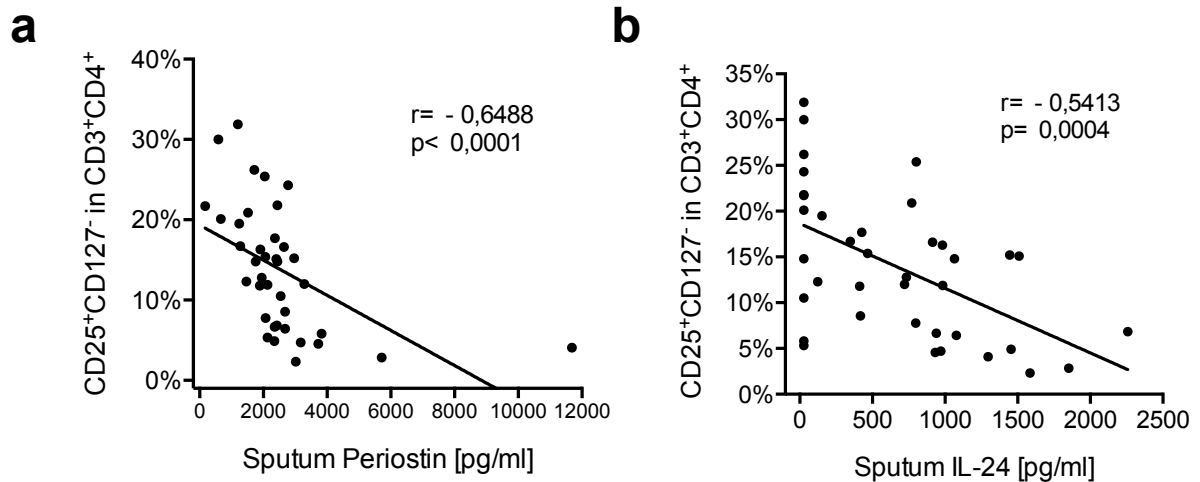 a
CD25⁺CD127⁻ in CD3⁺CD4⁺
40%
30%
20%
10%
0%
r= - 0,6488
p< 0,0001
0 2000 4000 6000 8000 10000 12000
Sputum Periostin [pg/ml]
b
CD25⁺CD127⁻ in CD3⁺CD4⁺
35%
30%
25%
20%
15%
10%
5%
0%
r= - 0,5413
p= 0,0004
0 500 1000 1500 2000 2500
Sputum IL-24 [pg/ml]